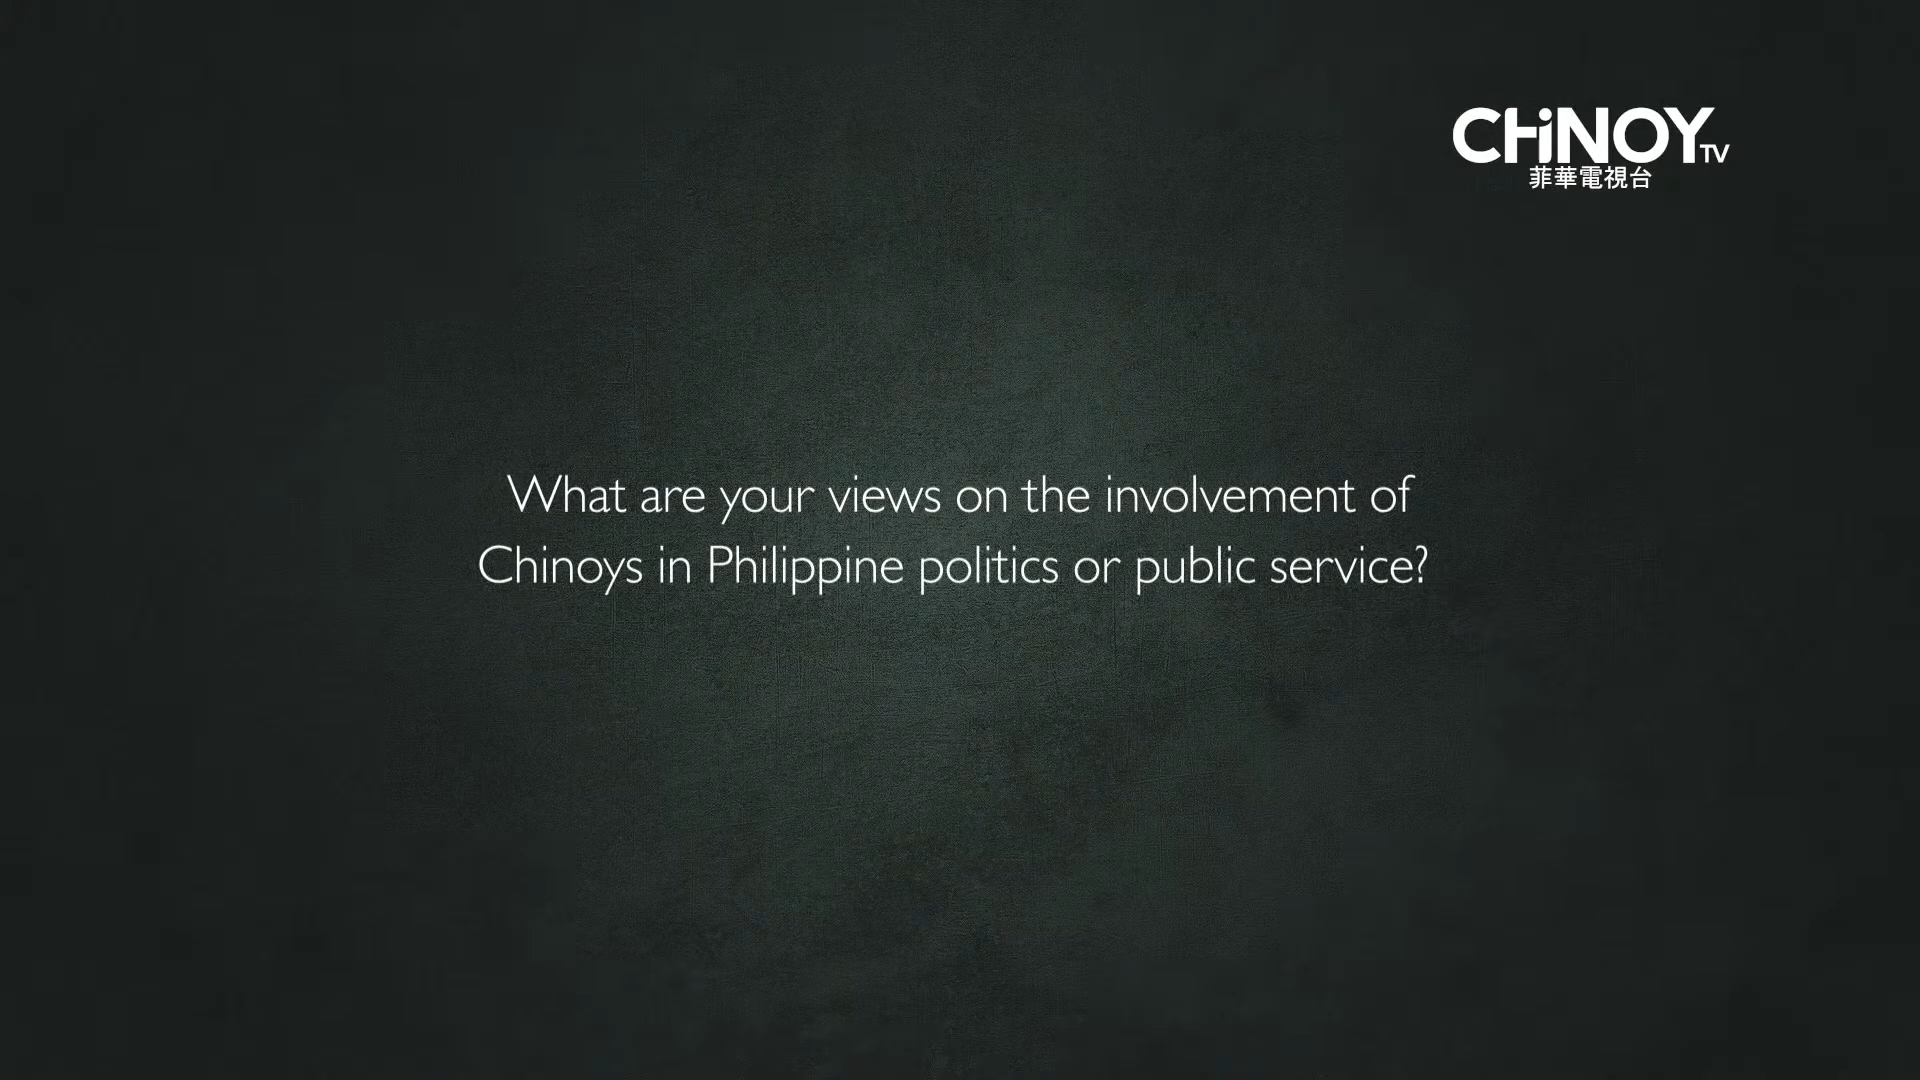 CHiNOY TV
菲華電視台
What are your views on the involvement of
Chinoys in Philippine politics or public service?